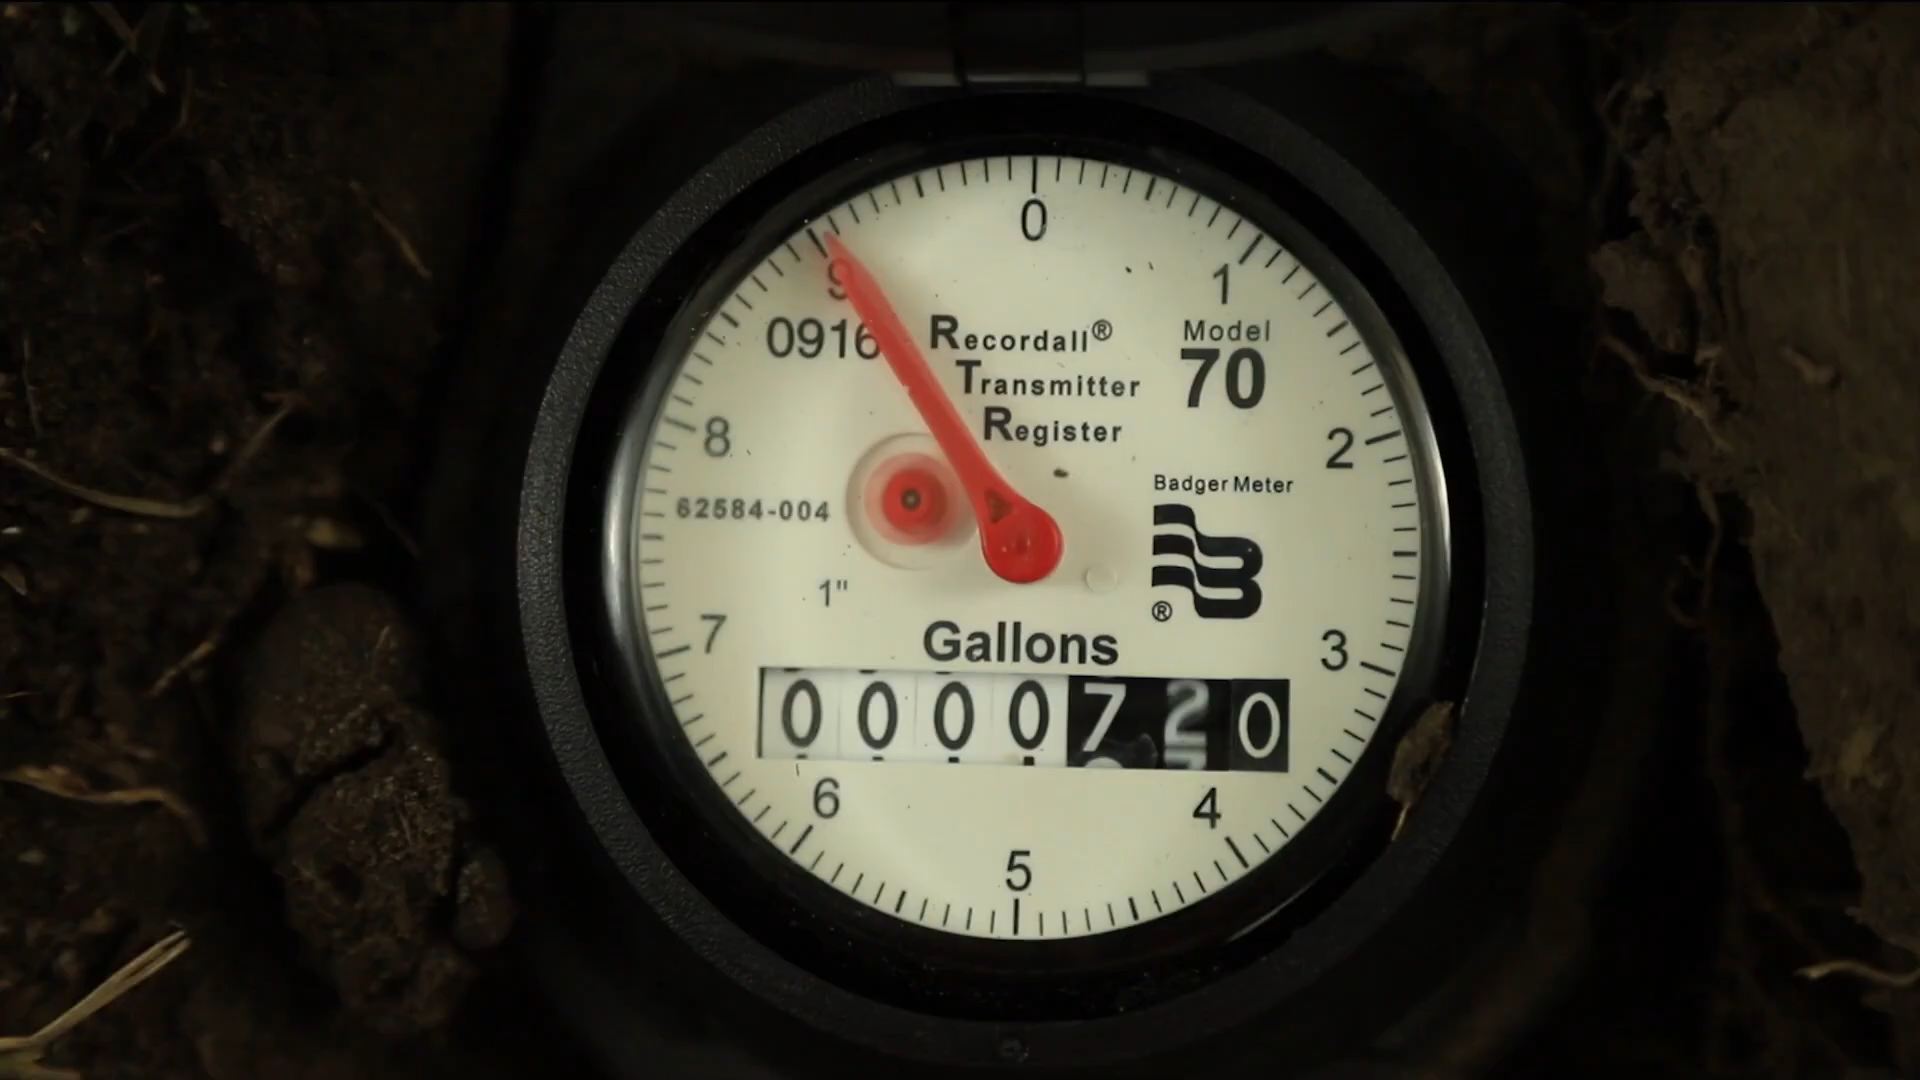 0
9
1
0916
Recordall®
Transmitter
Register
Model
70
8
2
62584-004
Badger Meter
®
1"
Gallons
7
3
0000720
6
4
5